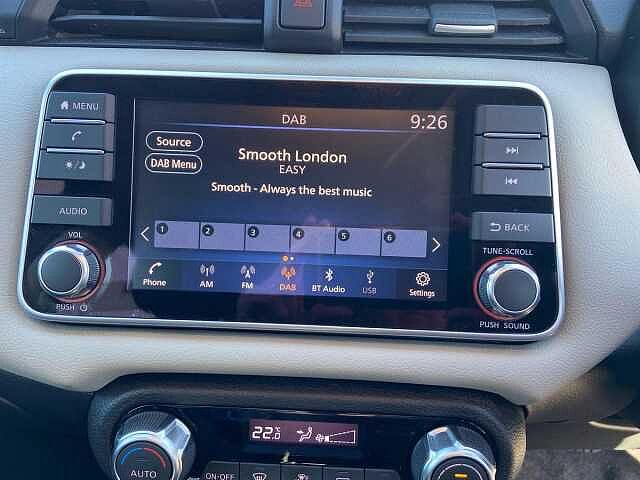 MENU
DAB 9:26
Source
DAB Menu
Smooth London
EASY
Smooth - Always the best music
AUDIO
BACK
1 2 3 4 5 6
VOL
TUNE-SCROLL
Phone AM FM DAB BT Audio USB Settings
PUSH
PUSH SOUND
22.0
AUTO
ON-OFF